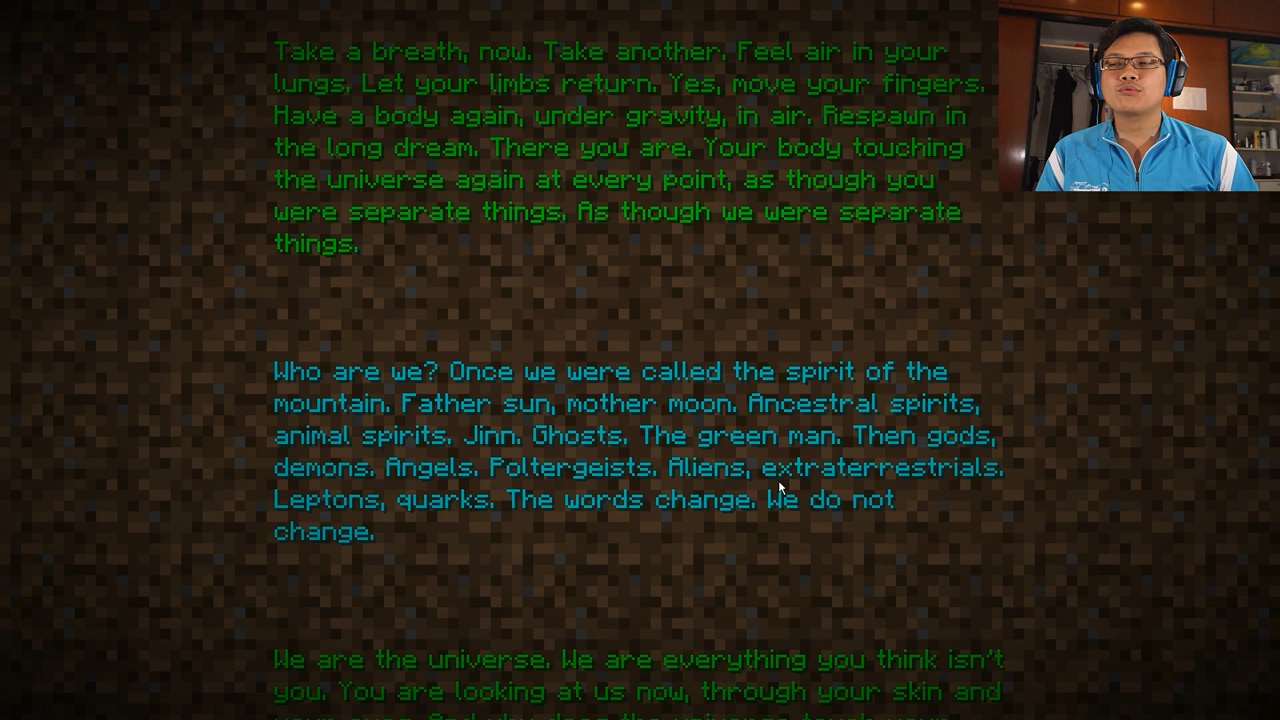 Take a breath, now. Take another. Feel air in your
lungs. Let your limbs return. Yes, move your fingers.
Have a body again, under gravity, in air. Respawn in
the long dream. There you are. Your body touching
the universe again at every point, as though you
were separate things. As though we were separate
things.
Who are we? Once we were called the spirit of the
mountain. Father sun, mother moon. Ancestral spirits,
animal spirits. Jinn. Ghosts. The green man. Then gods,
demons. Angels. Poltergeists. Aliens, extraterrestrials.
Leptons, quarks. The words change. We do not
change.
We are the universe. We are everything you think isn't
you. You are looking at us now, through your skin and